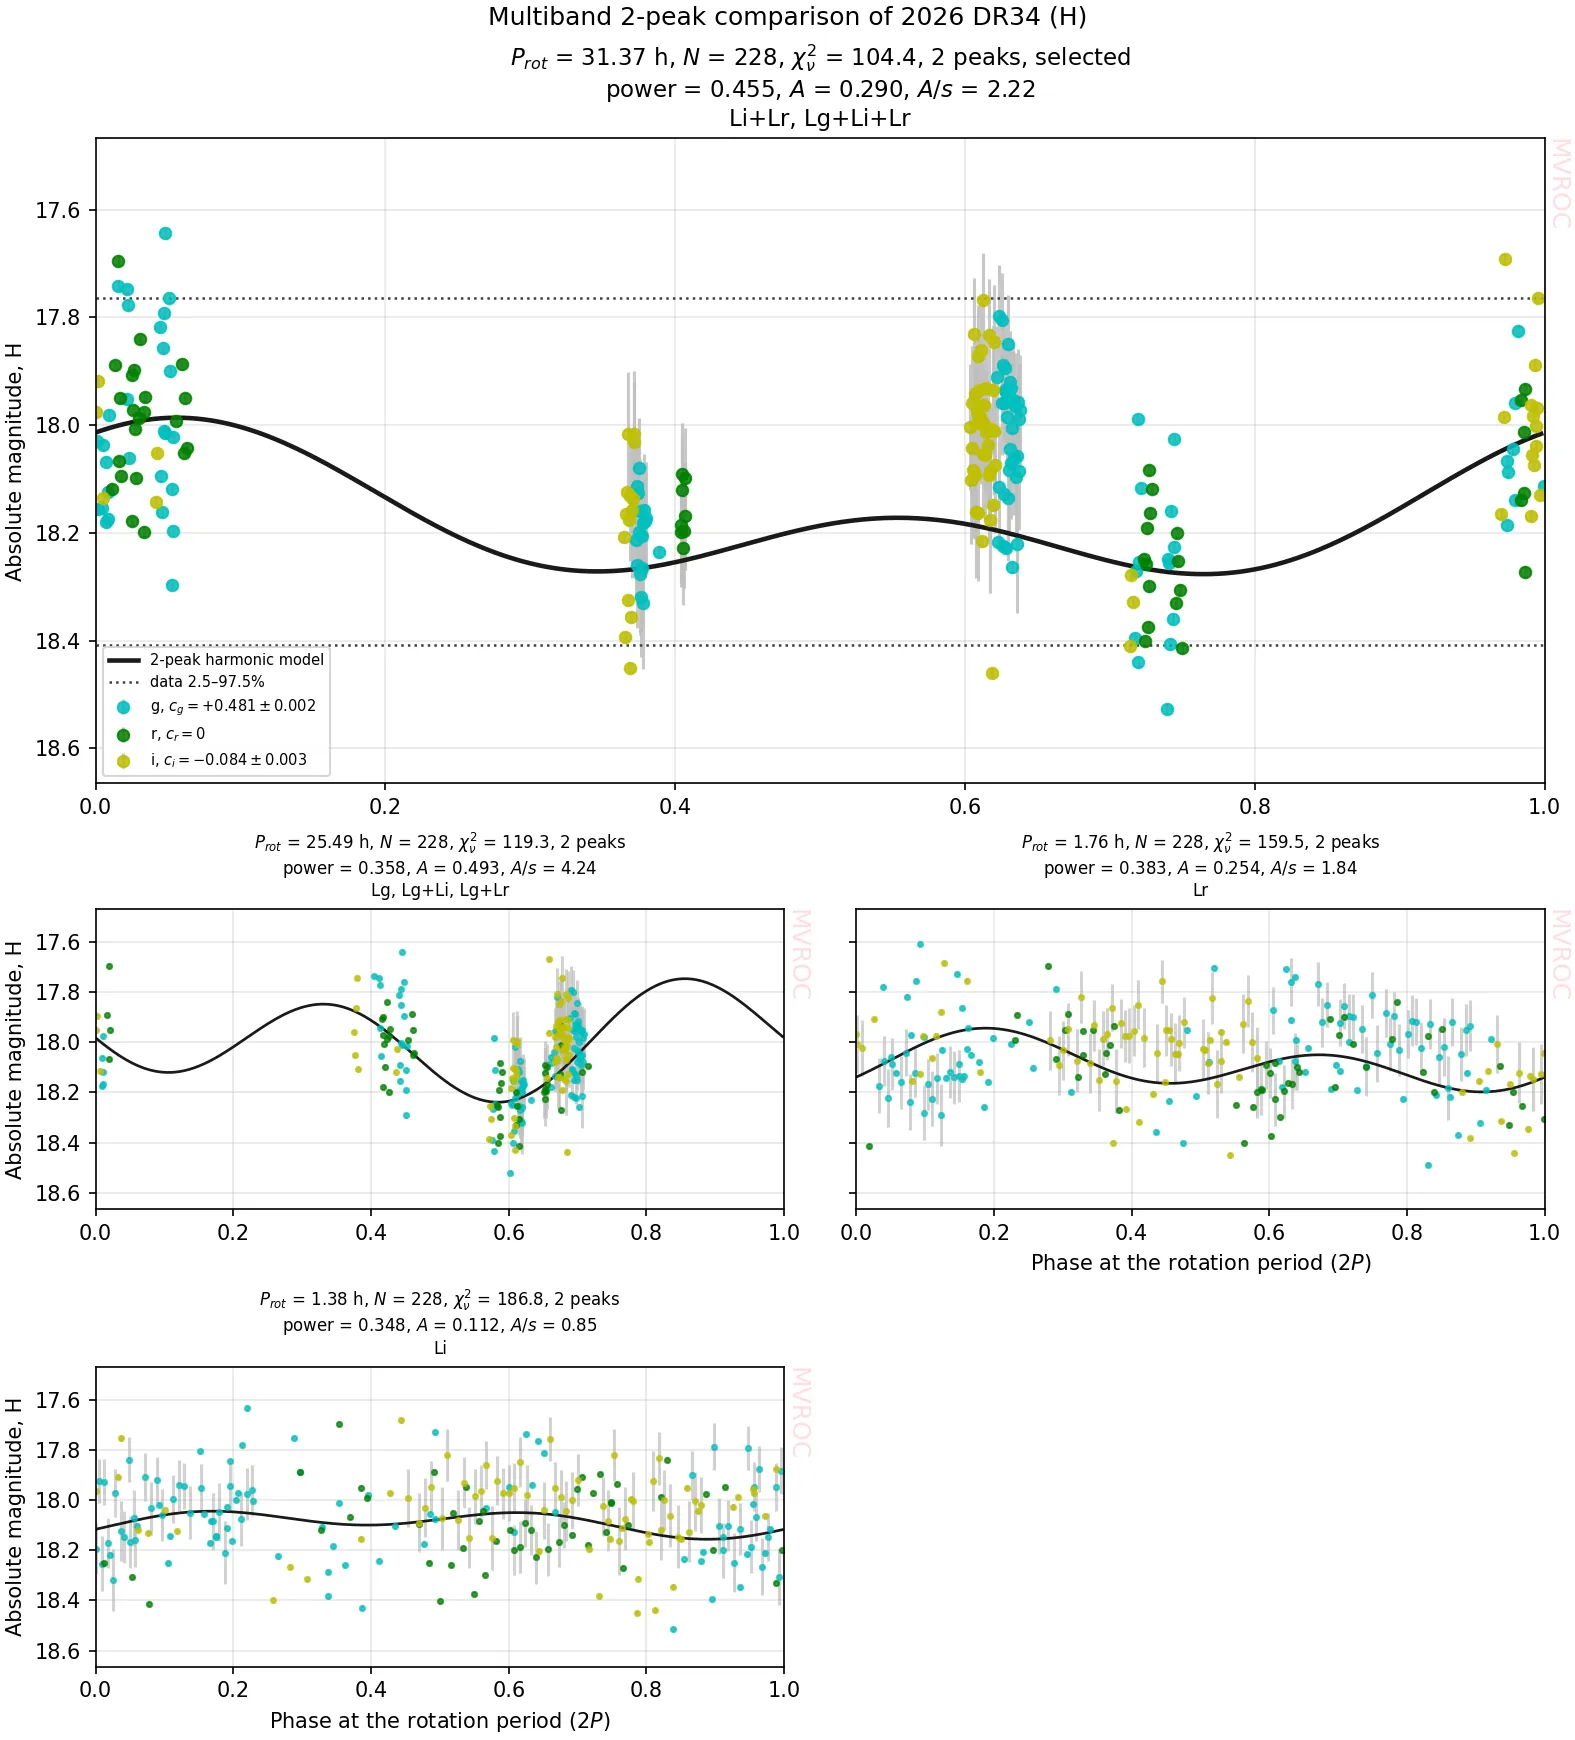 Multiband 2-peak comparison of 2026 DR34 (H)
P_rot = 31.37 h, N = 228, χ²_ν = 104.4, 2 peaks, selected
power = 0.455, A = 0.290, A/s = 2.22
Li+Lr, Lg+Li+Lr
MVROC
Absolute magnitude, H
17.6
17.8
18.0
18.2
18.4
18.6
2-peak harmonic model
data 2.5–97.5%
g, c_g = +0.481 ± 0.002
r, c_r = 0
i, c_i = −0.084 ± 0.003
0.0 0.2 0.4 0.6 0.8 1.0
P_rot = 25.49 h, N = 228, χ²_ν = 119.3, 2 peaks
power = 0.358, A = 0.493, A/s = 4.24
Lg, Lg+Li, Lg+Lr
MVROC
Absolute magnitude, H
17.6
17.8
18.0
18.2
18.4
18.6
0.0 0.2 0.4 0.6 0.8 1.0
P_rot = 1.76 h, N = 228, χ²_ν = 159.5, 2 peaks
power = 0.383, A = 0.254, A/s = 1.84
Lr
MVROC
0.0 0.2 0.4 0.6 0.8 1.0
Phase at the rotation period (2P)
P_rot = 1.38 h, N = 228, χ²_ν = 186.8, 2 peaks
power = 0.348, A = 0.112, A/s = 0.85
Li
MVROC
Absolute magnitude, H
17.6
17.8
18.0
18.2
18.4
18.6
0.0 0.2 0.4 0.6 0.8 1.0
Phase at the rotation period (2P)